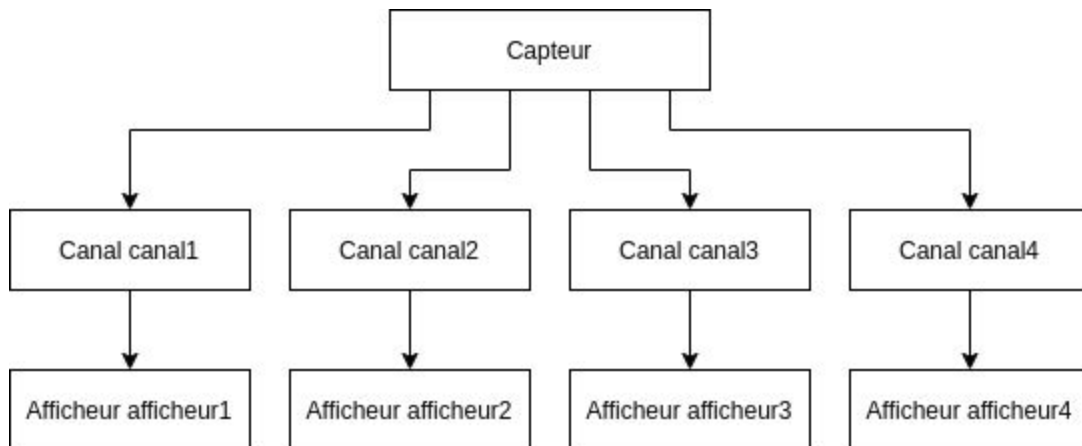 Capteur
Canal canal1
Canal canal2
Canal canal3
Canal canal4
Afficheur afficheur1
Afficheur afficheur2
Afficheur afficheur3
Afficheur afficheur4